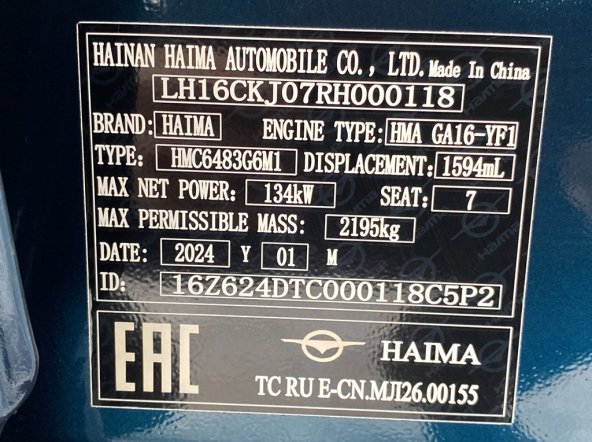 HAINAN HAIMA AUTOMOBILE CO., LTD. Made In China
LH16CKJ07RH000118
BRAND: HAIMA ENGINE TYPE: HMA GA16-YF1
TYPE: HMC6483G6M1 DISPLACEMENT: 1594mL
MAX NET POWER: 134kW SEAT: 7
MAX PERMISSIBLE MASS: 2195kg
DATE: 2024 Y 01 M
ID: 16Z624DTC000118C5P2
EAC HAIMA
TC RU E-CN.MJI26.00155